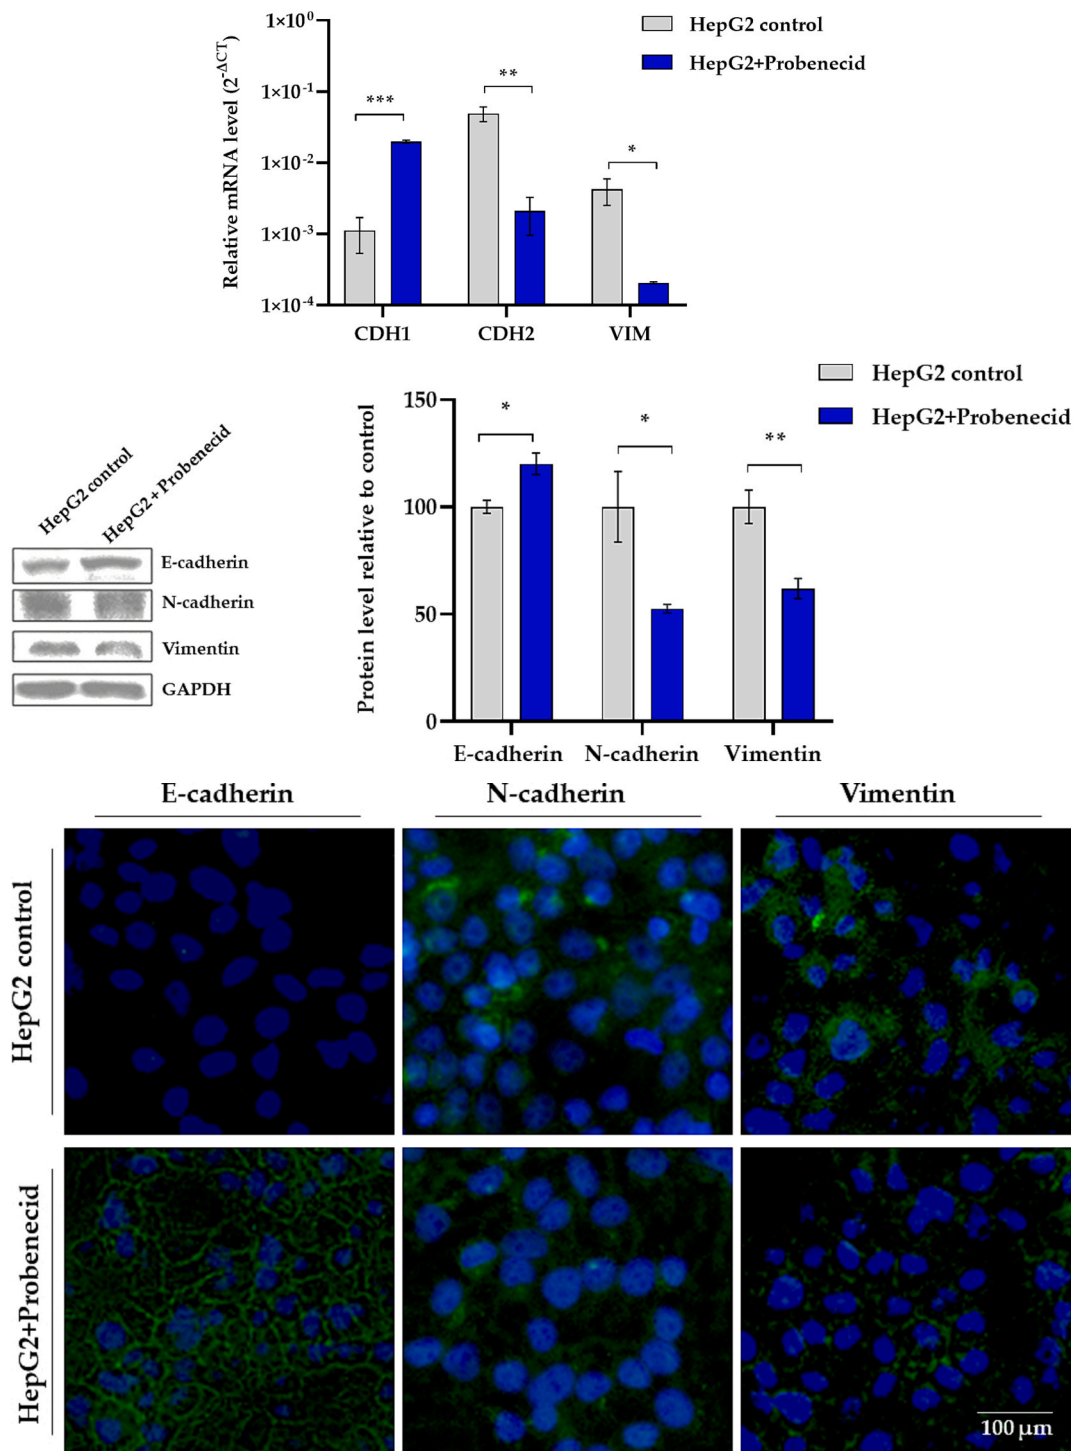 HepG2 control
HepG2+Probenecid
Relative mRNA level (2^-ΔCT)
1×10^0
1×10^-1
1×10^-2
1×10^-3
1×10^-4
***
**
*
CDH1 CDH2 VIM
HepG2 control
HepG2+Probenecid
Protein level relative to control
150
100
50
0
*
*
**
E-cadherin N-cadherin Vimentin
HepG2 control
HepG2 + Probenecid
E-cadherin
N-cadherin
Vimentin
GAPDH
E-cadherin N-cadherin Vimentin
HepG2 control
HepG2+Probenecid
100 µm